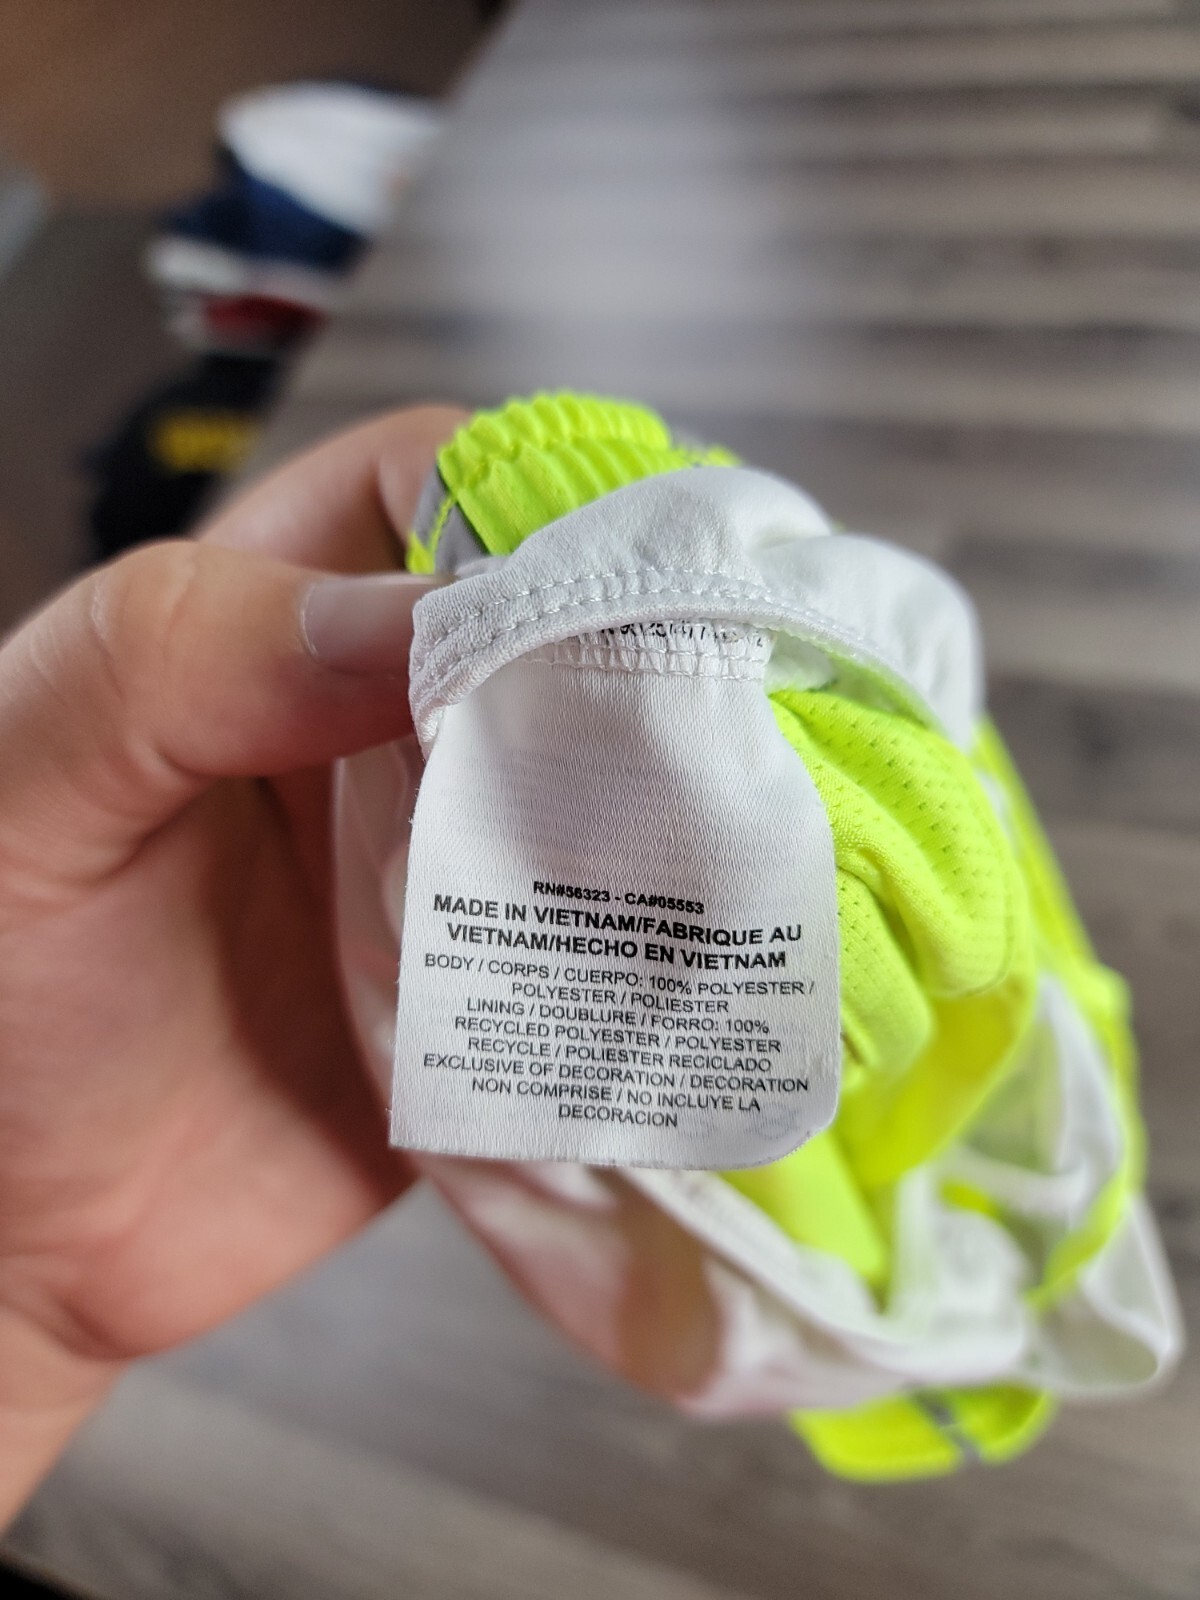 RN#56323 - CA#05553
MADE IN VIETNAM/FABRIQUE AU
VIETNAM/HECHO EN VIETNAM
BODY / CORPS / CUERPO: 100% POLYESTER /
POLYESTER / POLIESTER
LINING / DOUBLURE / FORRO: 100%
RECYCLED POLYESTER / POLYESTER
RECYCLE / POLIESTER RECICLADO
EXCLUSIVE OF DECORATION / DECORATION
NON COMPRISE / NO INCLUYE LA
DECORACION